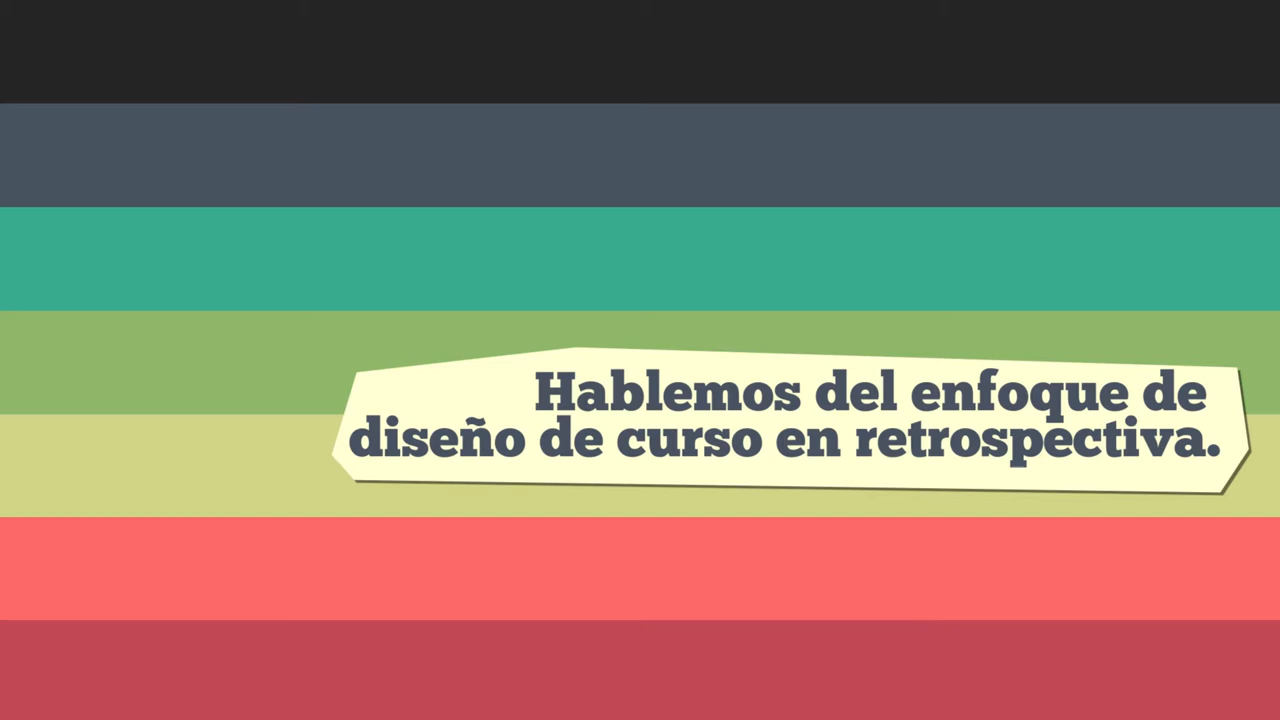 Hablemos del enfoque de
diseño de curso en retrospectiva.